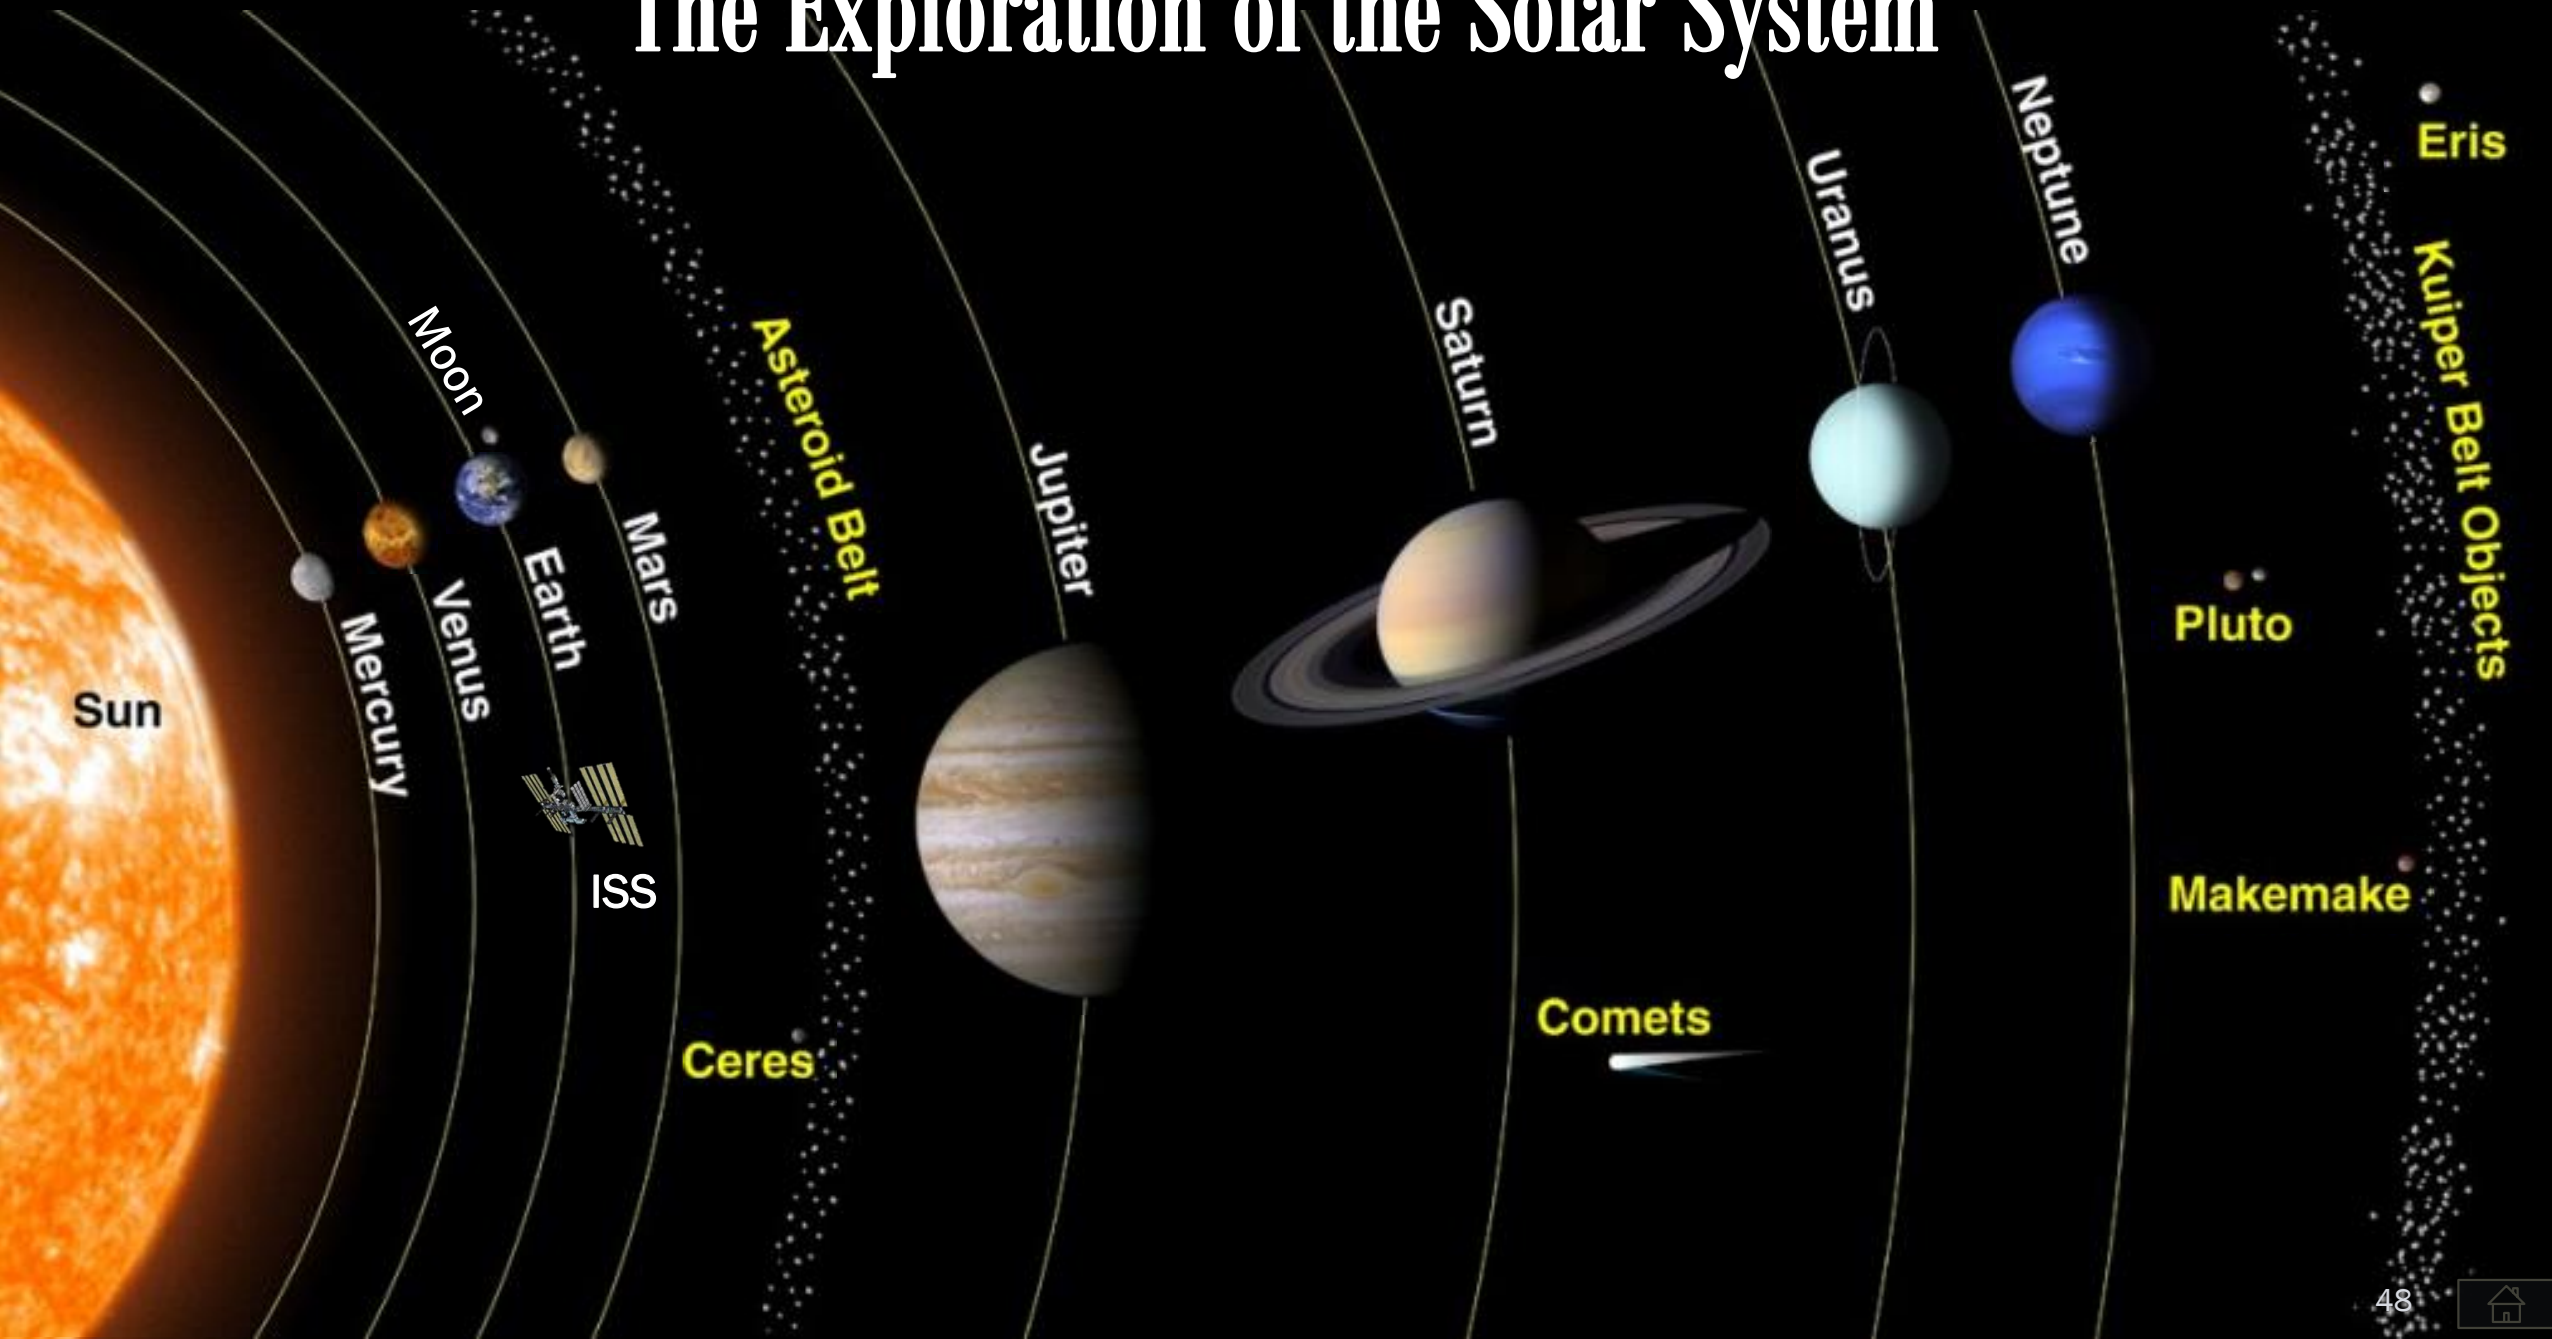 The Exploration of the Solar System
Sun
Mercury
Venus
Moon
Earth
Mars
ISS
Asteroid Belt
Ceres
Jupiter
Saturn
Comets
Uranus
Neptune
Pluto
Makemake
Eris
Kuiper Belt Objects
48